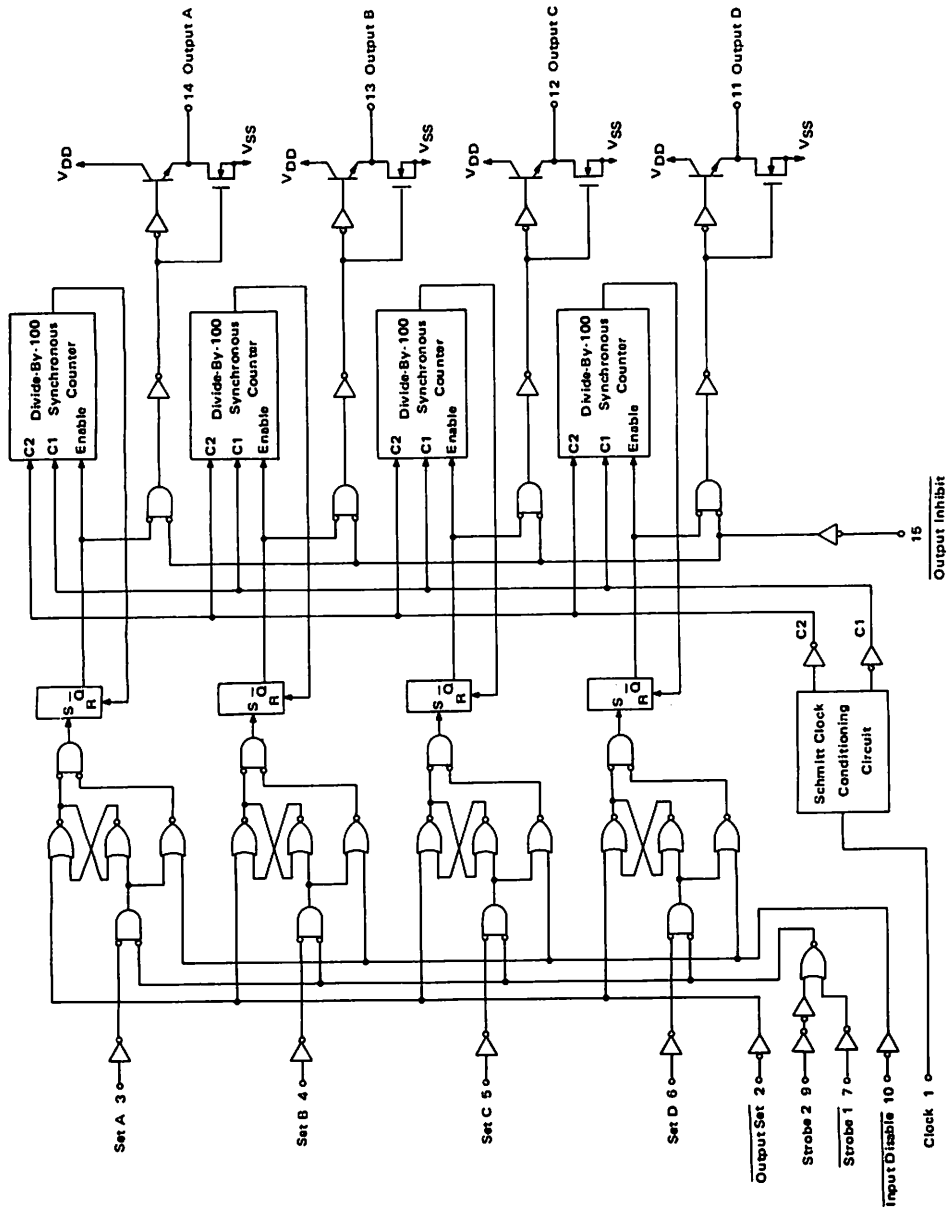 VDD
14 Output A
VSS
C2 Divide-By-100
C1 Synchronous
Counter
Enable
S Q̅
R
Set A 3
VDD
13 Output B
VSS
C2 Divide-By-100
C1 Synchronous
Counter
Enable
S Q̅
R
Set B 4
VDD
12 Output C
VSS
C2 Divide-By-100
C1 Synchronous
Counter
Enable
S Q̅
R
Set C 5
VDD
11 Output D
VSS
C2 Divide-By-100
C1 Synchronous
Counter
Enable
S Q̅
R
Set D 6
Output Set 2
Strobe 2 9
Strobe 1 7
Input Disable 10
Clock 1
Schmitt Clock
Conditioning
Circuit
C2
C1
15
Output Inhibit